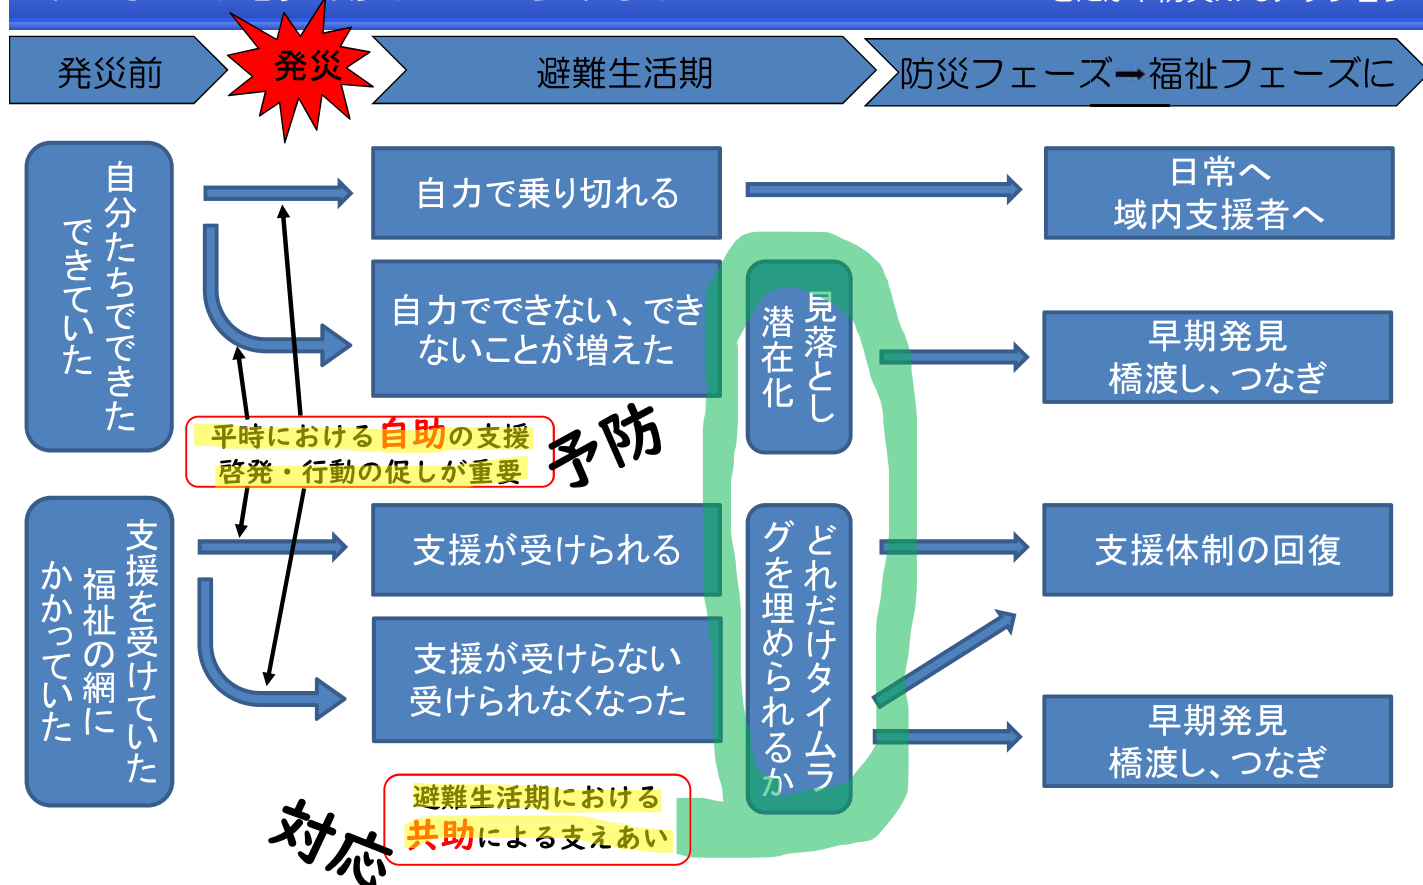 発災前
発災
避難生活期
防災フェーズ➡福祉フェーズに
自分たちでできた
できていた
自力で乗り切れる
日常へ
域内支援者へ
自力でできない、でき
ないことが増えた
見落とし
潜在化
早期発見
橋渡し、つなぎ
平時における自助の支援
啓発・行動の促しが重要
予防
支援を受けていた
福祉の網に
かかっていた
支援が受けられる
どれだけタイムラ
グを埋められるか
支援体制の回復
支援が受けらない
受けられなくなった
早期発見
橋渡し、つなぎ
避難生活期における
共助による支えあい
対応